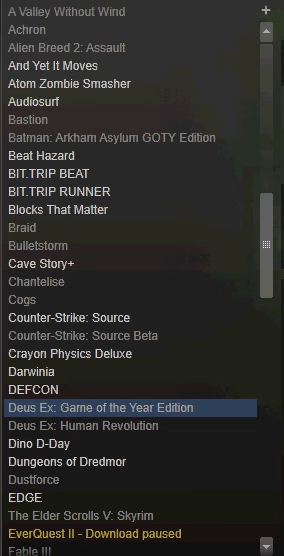 A Valley Without Wind
Achron
Alien Breed 2: Assault
And Yet It Moves
Atom Zombie Smasher
Audiosurf
Bastion
Batman: Arkham Asylum GOTY Edition
Beat Hazard
BIT.TRIP BEAT
BIT.TRIP RUNNER
Blocks That Matter
Braid
Bulletstorm
Cave Story+
Chantelise
Cogs
Counter-Strike: Source
Counter-Strike: Source Beta
Crayon Physics Deluxe
Darwinia
DEFCON
Deus Ex: Game of the Year Edition
Deus Ex: Human Revolution
Dino D-Day
Dungeons of Dredmor
Dustforce
EDGE
The Elder Scrolls V: Skyrim
EverQuest II - Download paused
Fable III